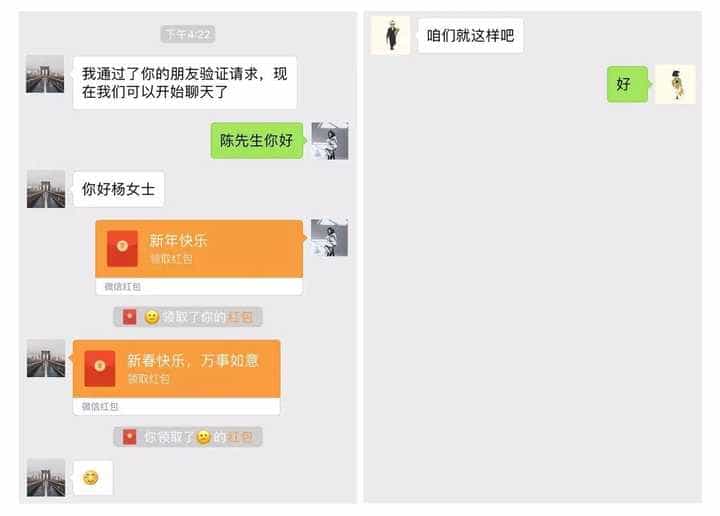 下午4:22
我通过了你的朋友验证请求，现
在我们可以开始聊天了
陈先生你好
你好杨女士
新年快乐
领取红包
微信红包
领取了你的红包
新春快乐，万事如意
领取红包
微信红包
你领取了的红包
咱们就这样吧
好